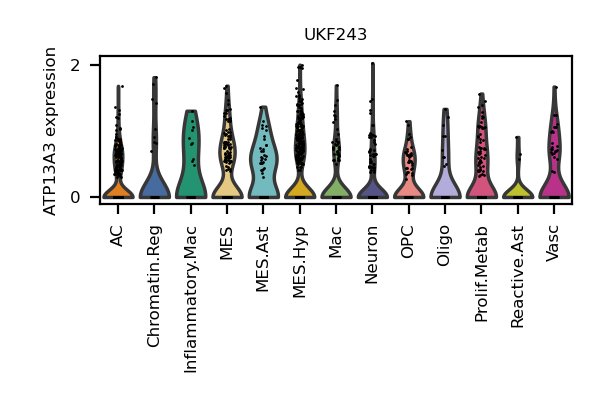 UKF243
ATP13A3 expression
2
0
AC
Chromatin.Reg
Inflammatory.Mac
MES
MES.Ast
MES.Hyp
Mac
Neuron
OPC
Oligo
Prolif.Metab
Reactive.Ast
Vasc